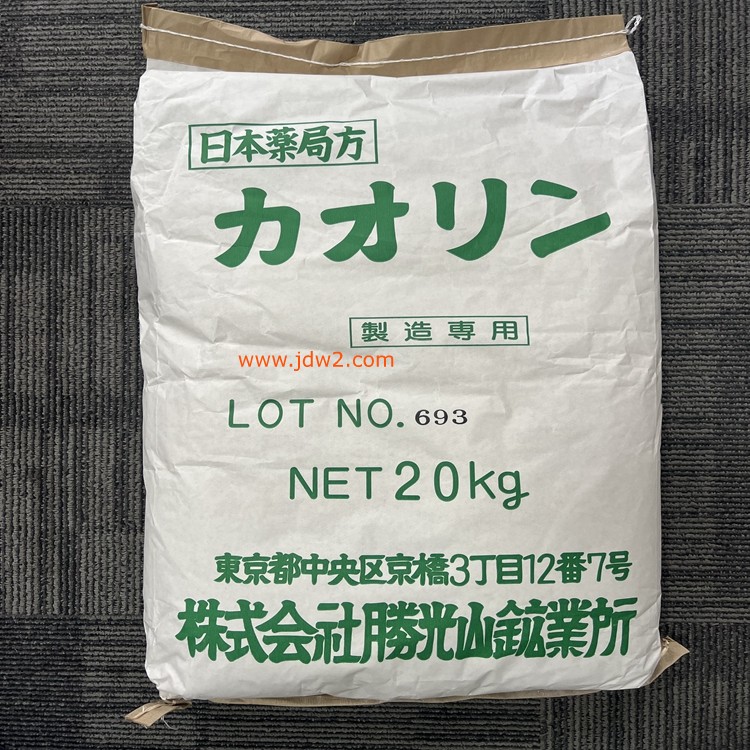 日本薬局方
カオリン
製造専用
www.jdw2.com
LOT NO. 693
NET 20kg
東京都中央区京橋3丁目12番7号
株式会社勝光山鉱業所